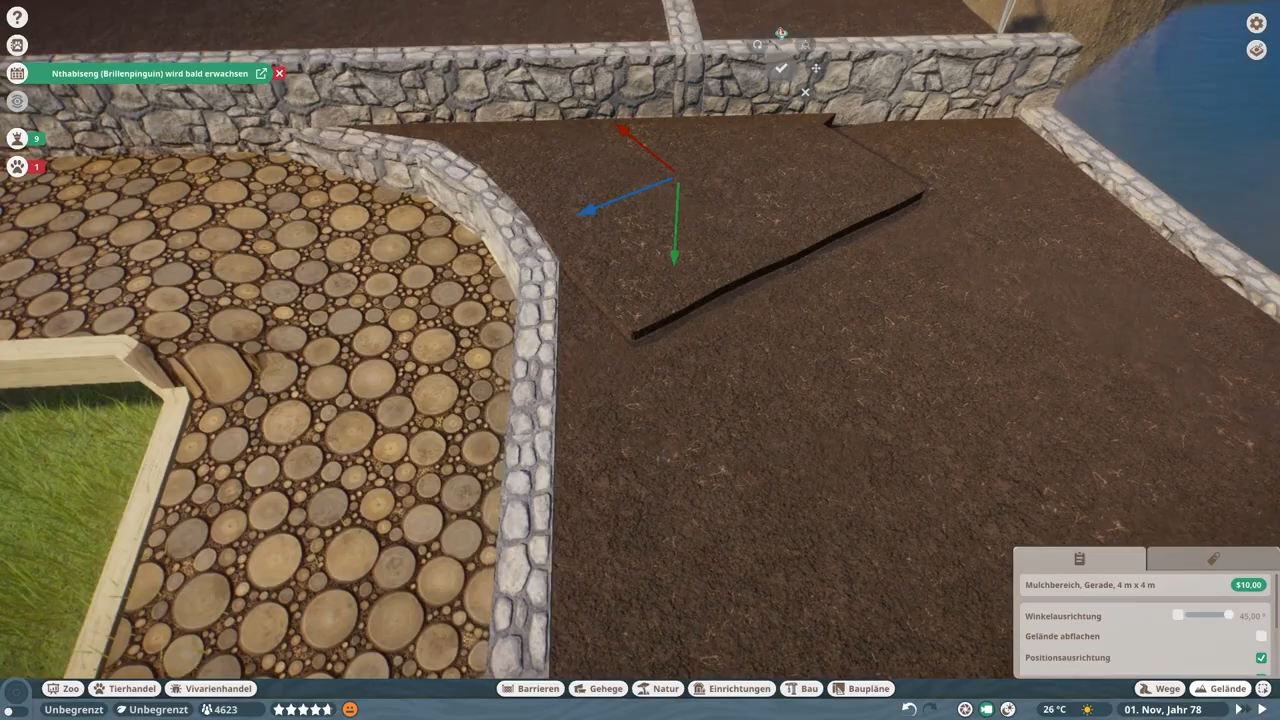 ?
Nthabiseng (Brillenpinguin) wird bald erwachsen
9
1
Mulchbereich, Gerade, 4 m x 4 m $10,00
Winkelausrichtung 45,00 °
Gelände abflachen
Positionsausrichtung
Zoo Tierhandel Vivarienhandel Barrieren Gehege Natur Einrichtungen Bau Baupläne Wege Gelände
Unbegrenzt Unbegrenzt 4623 26 °C 01. Nov, Jahr 78